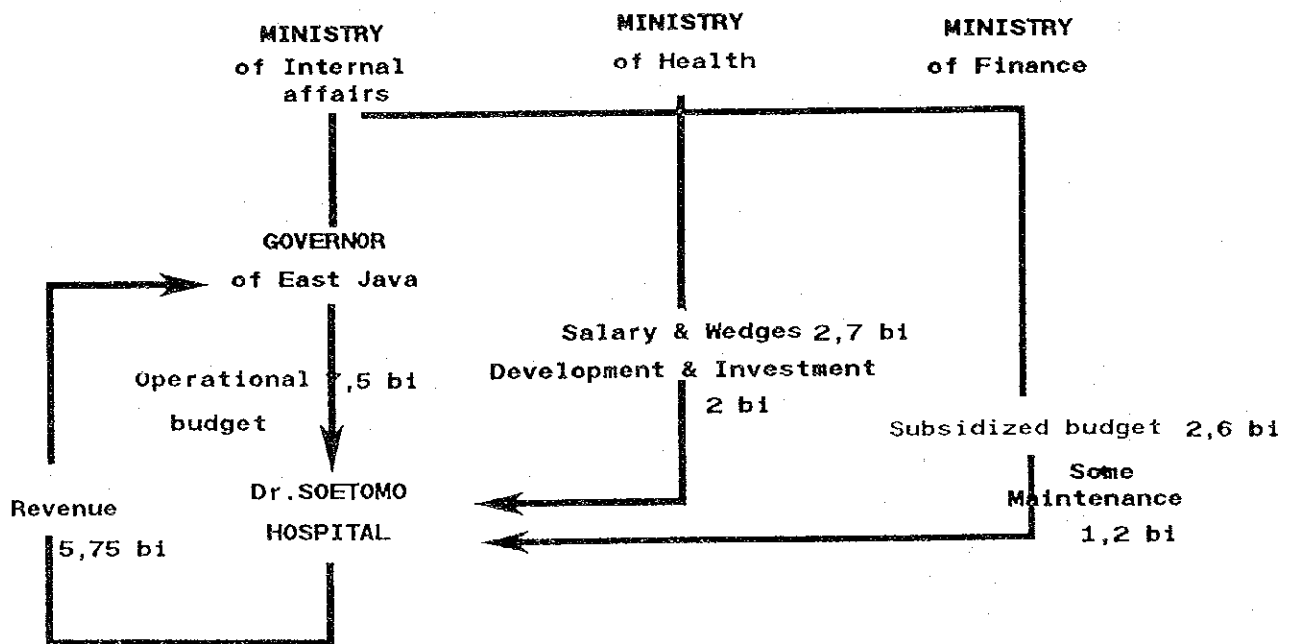 MINISTRY
of Internal
affairs
MINISTRY
of Health
MINISTRY
of Finance
GOVERNOR
of East Java
Operational 7,5 bi
budget
Salary & Wedges 2,7 bi
Development & Investment
2 bi
Subsidized budget 2,6 bi
Some
Maintenance
1,2 bi
Dr.SOETOMO
HOSPITAL
Revenue
5,75 bi